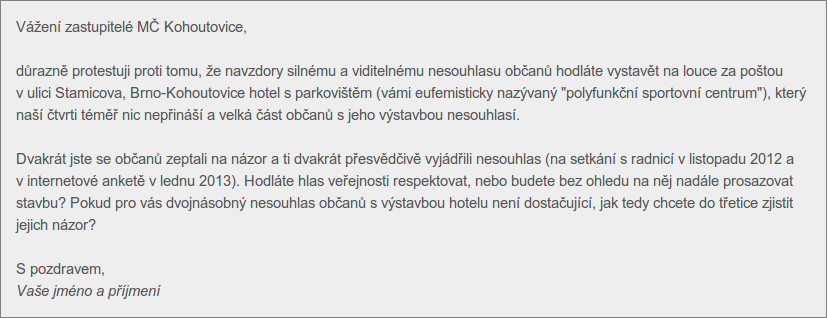 Vážení zastupitelé MČ Kohoutovice,
důrazně protestuji proti tomu, že navzdory silnému a viditelnému nesouhlasu občanů hodláte vystavět na louce za poštou
v ulici Stamicova, Brno-Kohoutovice hotel s parkovištěm (vámi eufemisticky nazývaný "polyfunkční sportovní centrum"), který
naší čtvrti téměř nic nepřináší a velká část občanů s jeho výstavbou nesouhlasí.
Dvakrát jste se občanů zeptali na názor a ti dvakrát přesvědčivě vyjádřili nesouhlas (na setkání s radnicí v listopadu 2012 a
v internetové anketě v lednu 2013). Hodláte hlas veřejnosti respektovat, nebo budete bez ohledu na něj nadále prosazovat
stavbu? Pokud pro vás dvojnásobný nesouhlas občanů s výstavbou hotelu není dostačující, jak tedy chcete do třetice zjistit
jejich názor?
S pozdravem,
Vaše jméno a příjmení